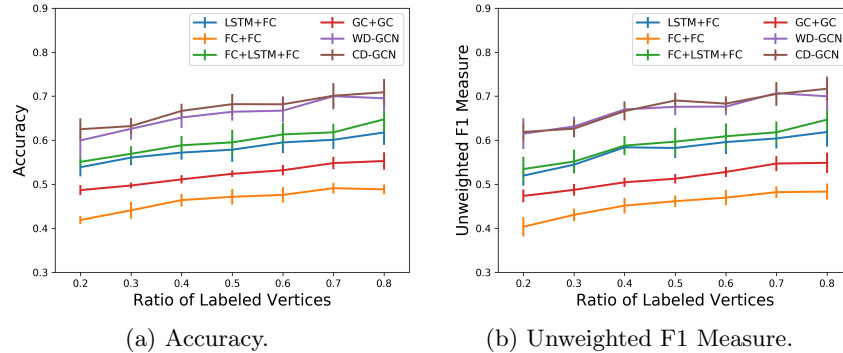 0.9
0.8
0.7
0.6
0.5
0.4
0.3
Accuracy
LSTM+FC
FC+FC
FC+LSTM+FC
GC+GC
WD-GCN
CD-GCN
0.2 0.3 0.4 0.5 0.6 0.7 0.8
Ratio of Labeled Vertices
(a) Accuracy.
0.9
0.8
0.7
0.6
0.5
0.4
0.3
Unweighted F1 Measure
LSTM+FC
FC+FC
FC+LSTM+FC
GC+GC
WD-GCN
CD-GCN
0.2 0.3 0.4 0.5 0.6 0.7 0.8
Ratio of Labeled Vertices
(b) Unweighted F1 Measure.